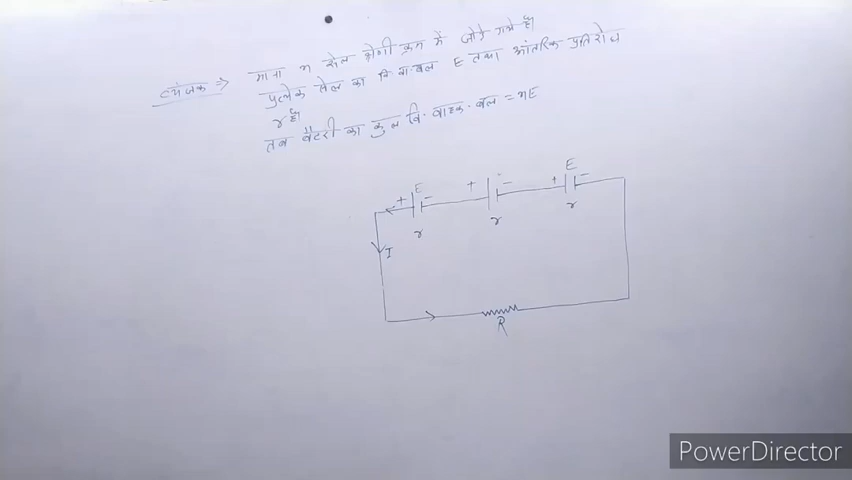 व्यंजक ⇒ माना n सेल श्रेणी क्रम में जोड़े गये है।
प्रत्येक सेल का वि.वा.बल E तथा आंतरिक प्रतिरोध
r है।
तब बैटरी का कुल वि. वाहक. बल = nE
E
E
+ -
+ -
+ -
r
r
r
I
R
PowerDirector